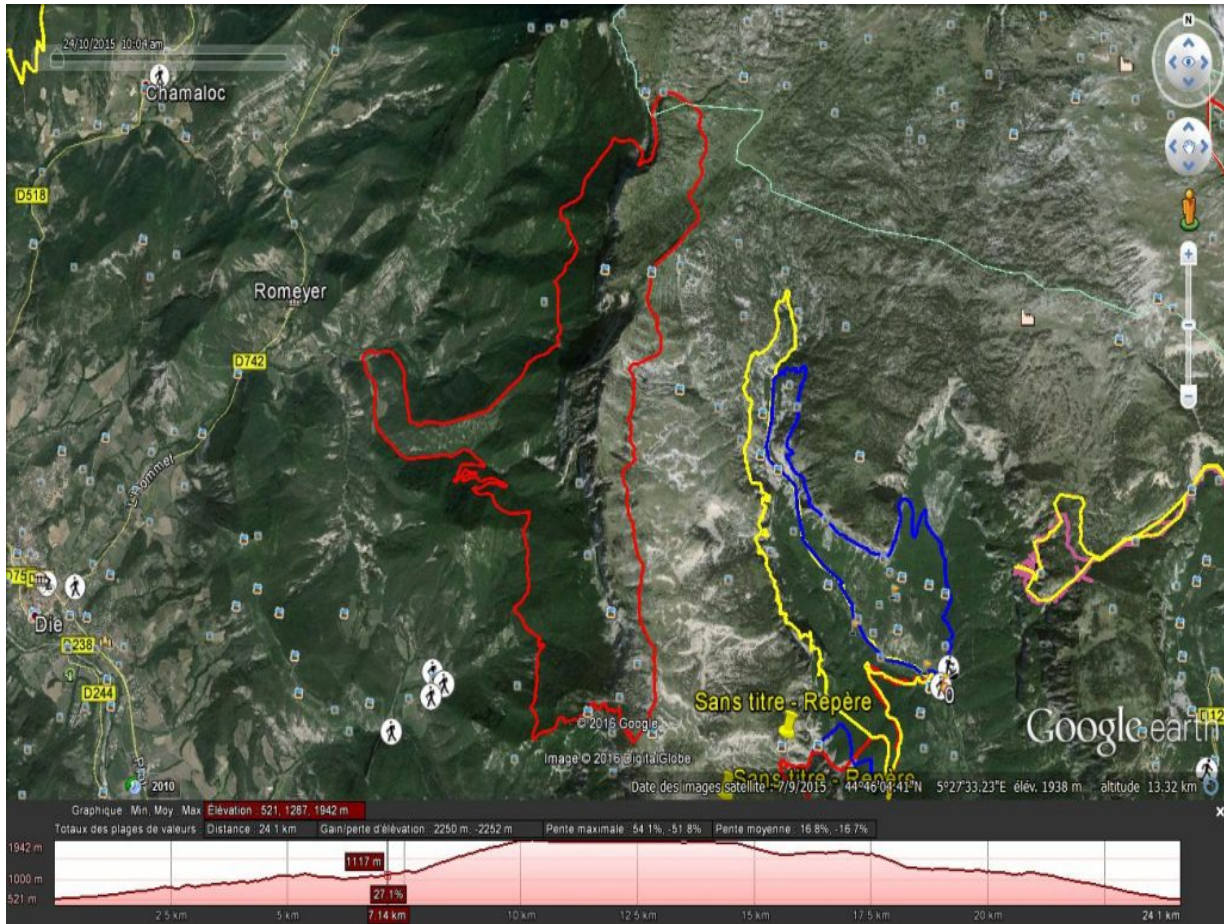 24/10/2015 10:04 am
N
Chamaloc
D518
Romeyer
D742
Die
D238
D244
Sans titre - Repère
© 2016 Google
Google earth
Image © 2016 DigitalGlobe
Sans titre - Repère
2010
Date des images satellite : 7/9/2015 44°46'04.41" N 5°27'33.23"E élév. 1938 m altitude 13.32 km
Graphique : Min, Moy, Max Élévation : 521, 1287, 1942 m
Totaux des plages de valeurs : Distance : 24.1 km Gain/perte d'élévation : 2250 m, -2252 m Pente maximale : 54.1%, -51.8% Pente moyenne : 16.8%, -16.7%
1942 m
1117 m
1000 m
521 m
27.1%
2.5 km 5 km 7.14 km 10 km 12.5 km 15 km 17.5 km 20 km 24.1 km